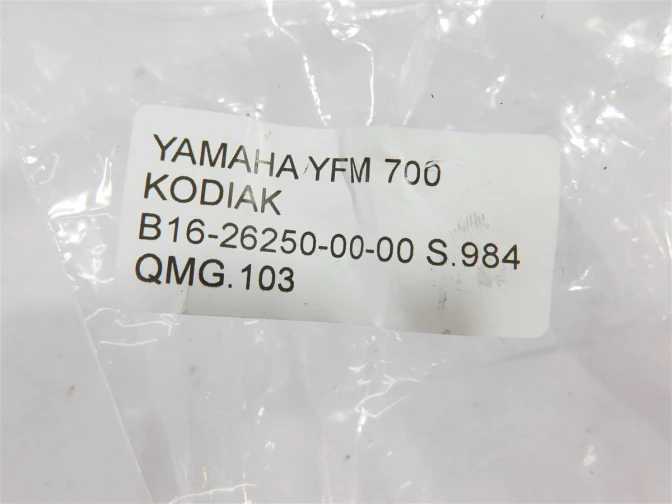 YAMAHA YFM 700
KODIAK
B16-26250-00-00 S.984
QMG.103